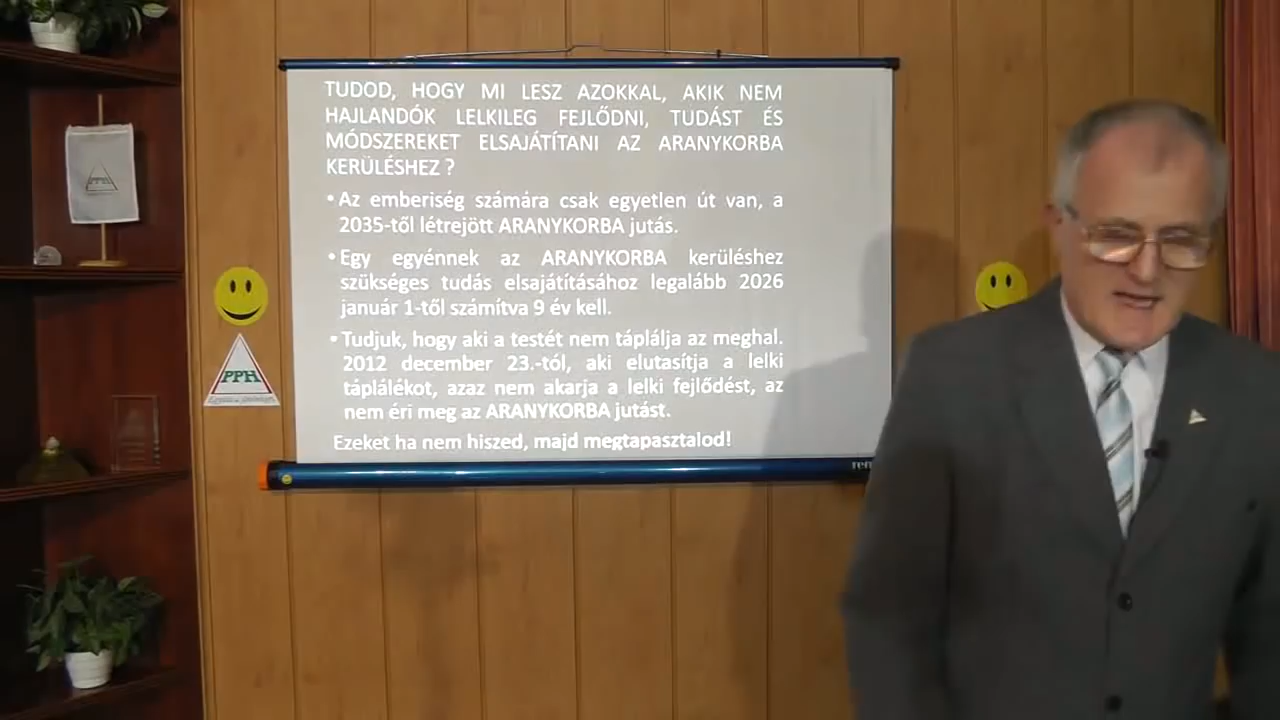 TUDOD, HOGY MI LESZ AZOKKAL, AKIK NEM
HAJLANDÓK LELKILEG FEJLŐDNI, TUDÁST ÉS
MÓDSZEREKET ELSAJÁTÍTANI AZ ARANYKORBA
KERÜLÉSHEZ ?
• Az emberiség számára csak egyetlen út van, a
2035-től létrejött ARANYKORBA jutás.
• Egy egyénnek az ARANYKORBA kerüléshez
szükséges tudás elsajátításához legalább 2026
január 1-től számítva 9 év kell.
• Tudjuk, hogy aki a testét nem táplálja az meghal.
2012 december 23.-tól, aki elutasítja a lelki
táplálékot, azaz nem akarja a lelki fejlődést, az
nem éri meg az ARANYKORBA jutást.
Ezeket ha nem hiszed, majd megtapasztalod!
PPH
PPH